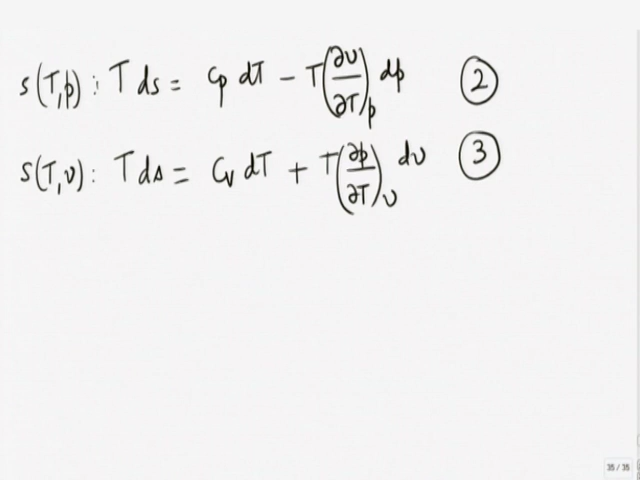 s(T,p) : T ds = Cp dT - T(∂v/∂T)p dp ②
s(T,v) : T ds = Cv dT + T(∂p/∂T)v dv ③
35 / 35